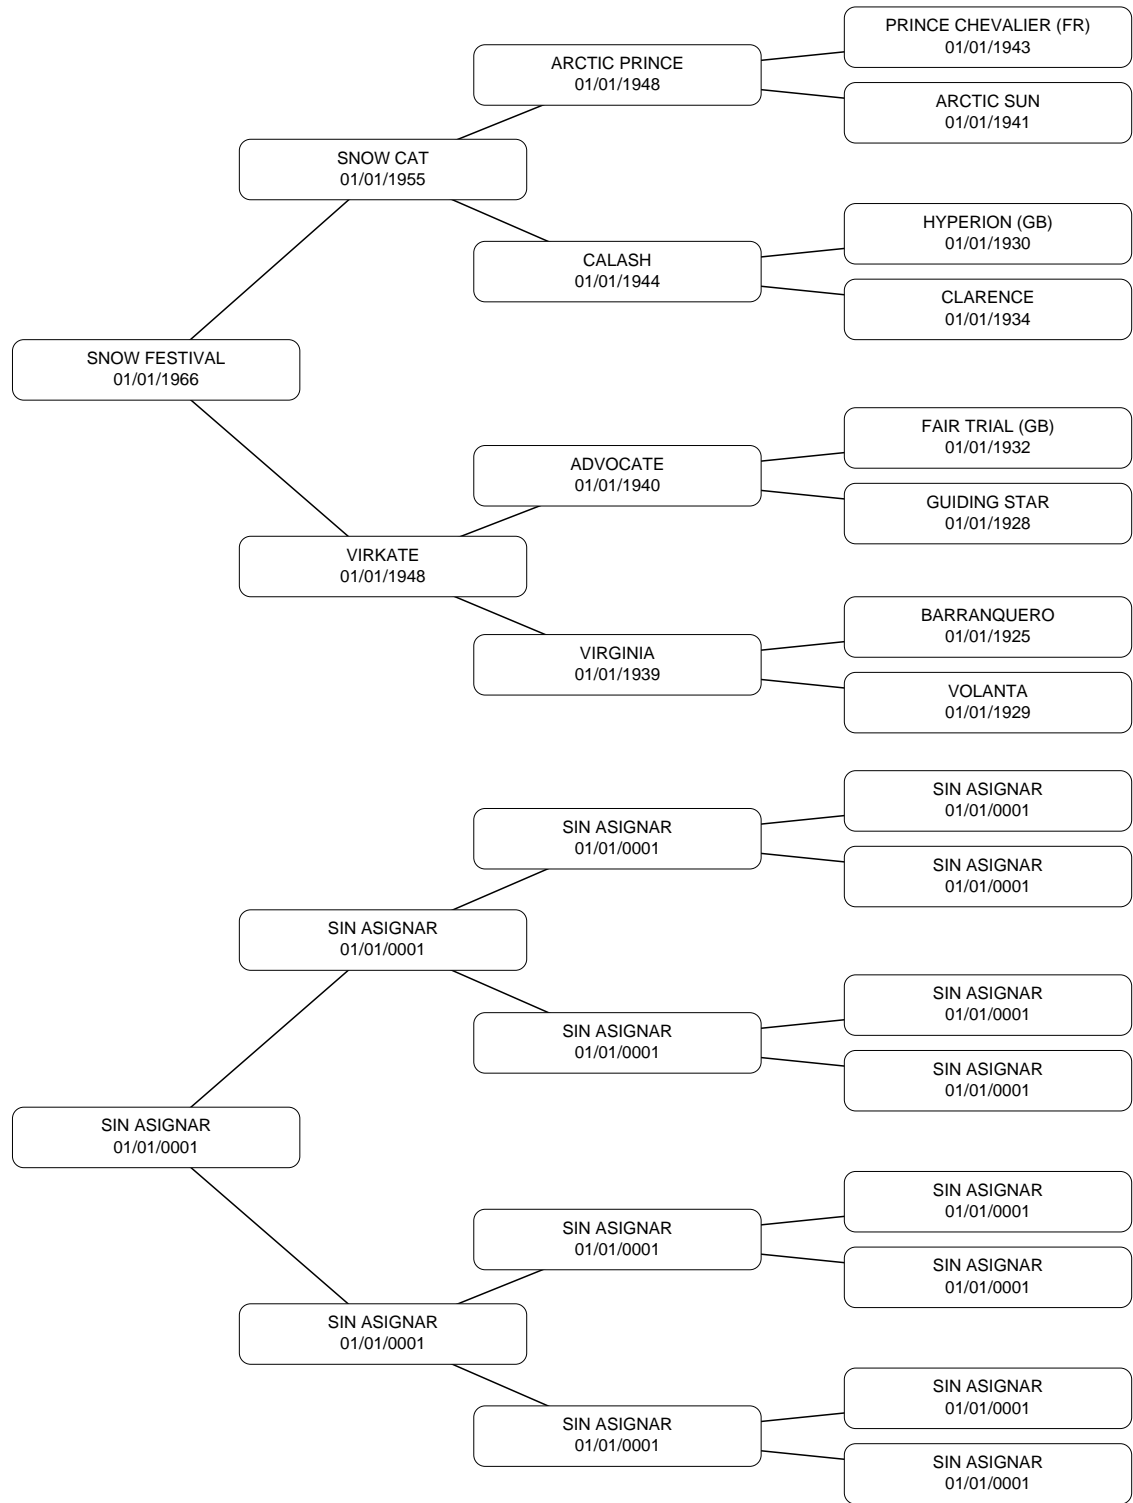 PRINCE CHEVALIER (FR)
01/01/1943
ARCTIC PRINCE
01/01/1948
ARCTIC SUN
01/01/1941
SNOW CAT
01/01/1955
HYPERION (GB)
01/01/1930
CALASH
01/01/1944
CLARENCE
01/01/1934
SNOW FESTIVAL
01/01/1966
FAIR TRIAL (GB)
01/01/1932
ADVOCATE
01/01/1940
GUIDING STAR
01/01/1928
VIRKATE
01/01/1948
BARRANQUERO
01/01/1925
VIRGINIA
01/01/1939
VOLANTA
01/01/1929
SIN ASIGNAR
01/01/0001
SIN ASIGNAR
01/01/0001
SIN ASIGNAR
01/01/0001
SIN ASIGNAR
01/01/0001
SIN ASIGNAR
01/01/0001
SIN ASIGNAR
01/01/0001
SIN ASIGNAR
01/01/0001
SIN ASIGNAR
01/01/0001
SIN ASIGNAR
01/01/0001
SIN ASIGNAR
01/01/0001
SIN ASIGNAR
01/01/0001
SIN ASIGNAR
01/01/0001
SIN ASIGNAR
01/01/0001
SIN ASIGNAR
01/01/0001
SIN ASIGNAR
01/01/0001